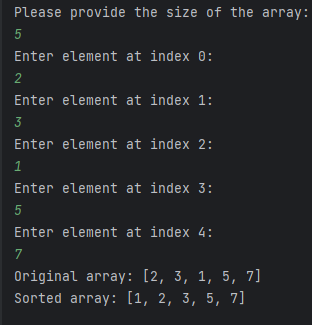 Please provide the size of the array:
5
Enter element at index 0:
2
Enter element at index 1:
3
Enter element at index 2:
1
Enter element at index 3:
5
Enter element at index 4:
7
Original array: [2, 3, 1, 5, 7]
Sorted array: [1, 2, 3, 5, 7]